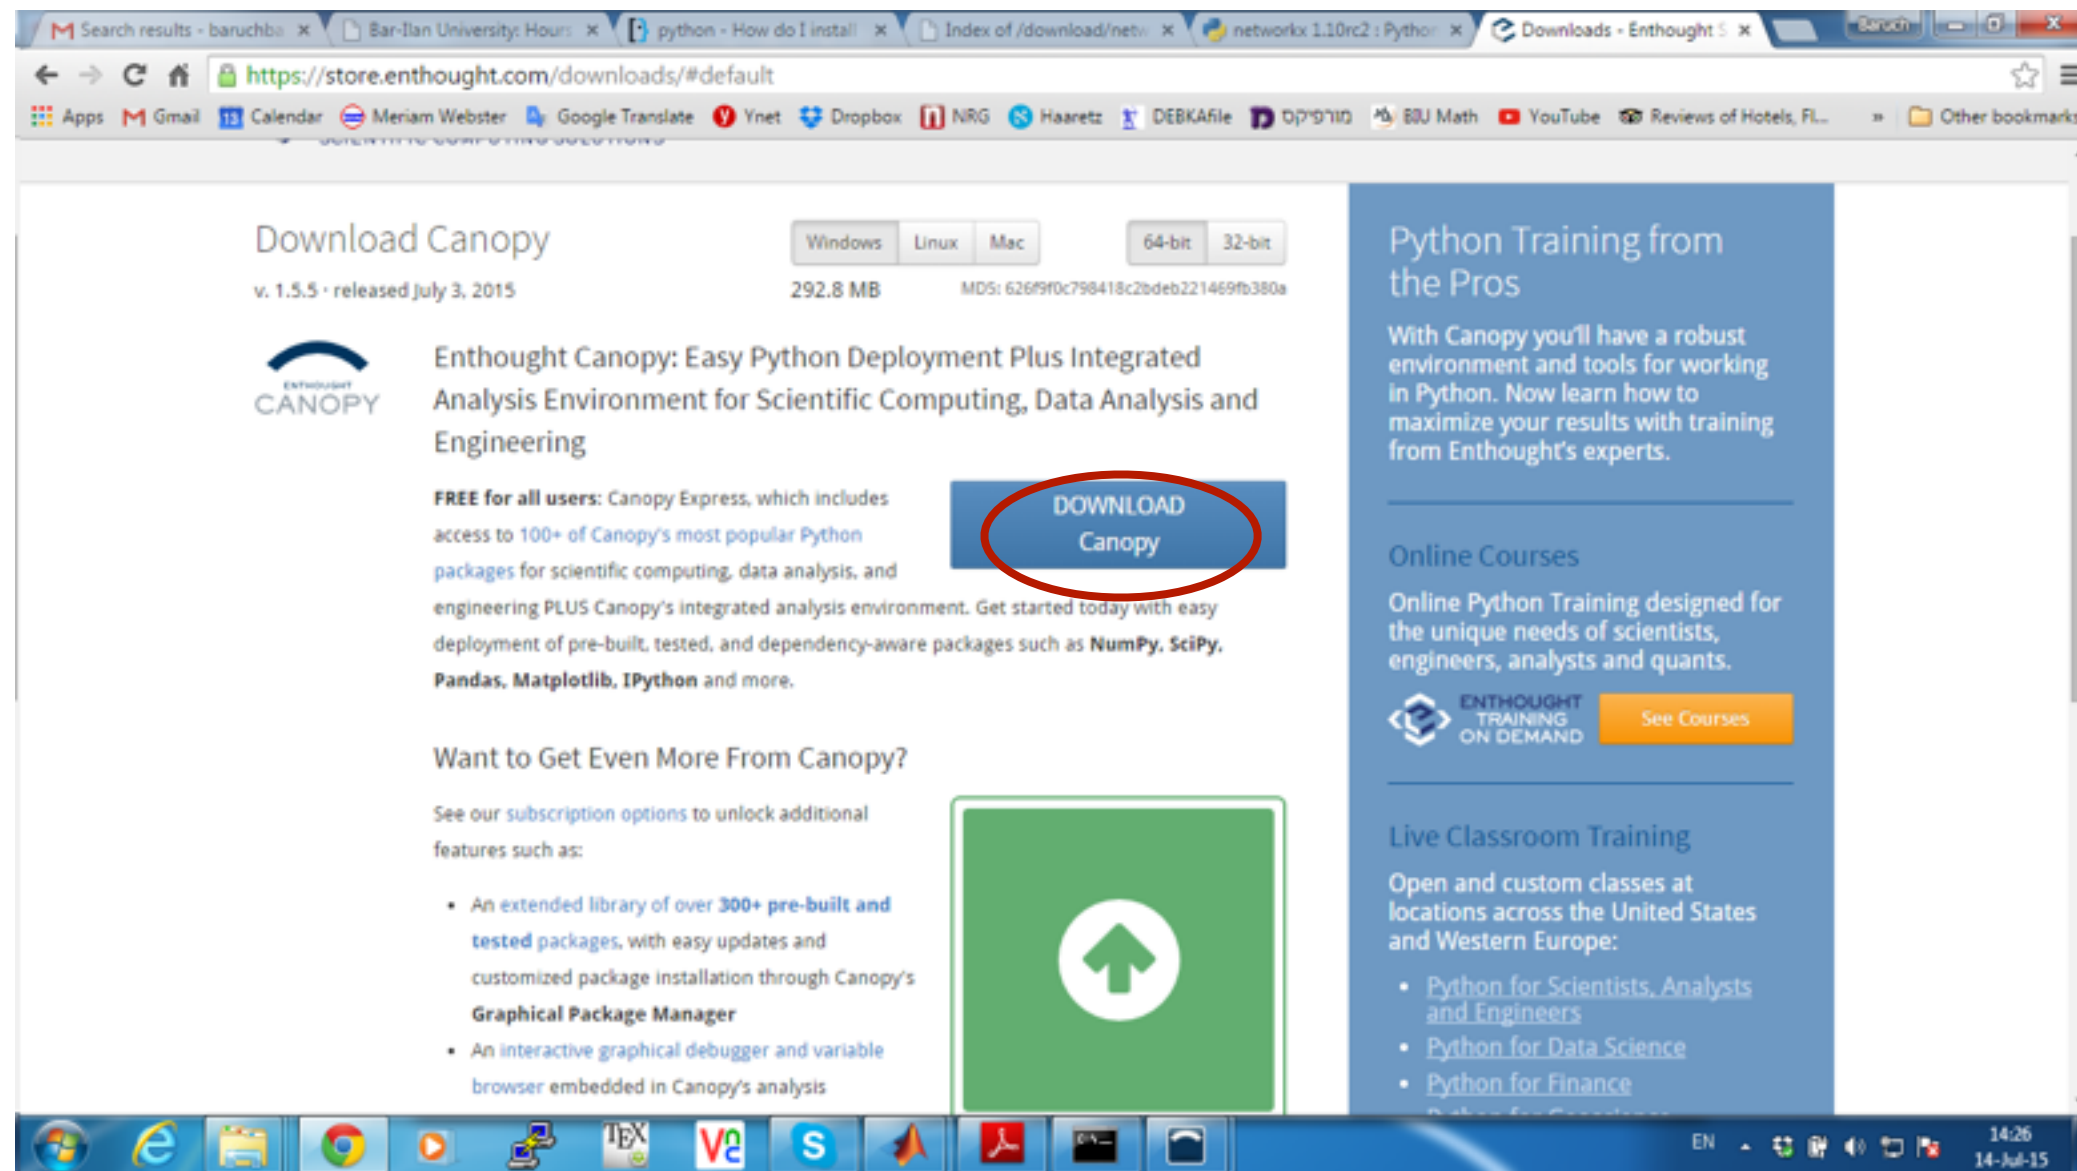 Search results - baruchba
Bar-Ilan University: Hours
python - How do I install
Index of /download/netw
networkx 1.10rc2 : Python
Downloads - Enthought S
Baruch
https://store.enthought.com/downloads/#default
Apps
Gmail
13
Calendar
Meriam Webster
Google Translate
Ynet
Dropbox
NRG
Haaretz
DEBKAfile
מורפיקס
BIU Math
YouTube
Reviews of Hotels, Fl...
»
Other bookmarks
SCIENTIFIC COMPUTING SOLUTIONS
Download Canopy
Windows Linux Mac
64-bit 32-bit
v. 1.5.5 · released July 3, 2015
292.8 MB
MD5: 626f9f0c798418c2bdeb221469fb380a
ENTHOUGHT
CANOPY
Enthought Canopy: Easy Python Deployment Plus Integrated
Analysis Environment for Scientific Computing, Data Analysis and
Engineering
FREE for all users: Canopy Express, which includes
access to 100+ of Canopy's most popular Python
packages for scientific computing, data analysis, and
engineering PLUS Canopy's integrated analysis environment. Get started today with easy
deployment of pre-built, tested, and dependency-aware packages such as NumPy, SciPy,
Pandas, Matplotlib, IPython and more.
DOWNLOAD
Canopy
Want to Get Even More From Canopy?
See our subscription options to unlock additional
features such as:
• An extended library of over 300+ pre-built and
tested packages, with easy updates and
customized package installation through Canopy's
Graphical Package Manager
• An interactive graphical debugger and variable
browser embedded in Canopy's analysis
Python Training from
the Pros
With Canopy you'll have a robust
environment and tools for working
in Python. Now learn how to
maximize your results with training
from Enthought's experts.
Online Courses
Online Python Training designed for
the unique needs of scientists,
engineers, analysts and quants.
ENTHOUGHT
TRAINING
ON DEMAND
See Courses
Live Classroom Training
Open and custom classes at
locations across the United States
and Western Europe:
• Python for Scientists, Analysts
and Engineers
• Python for Data Science
• Python for Finance
TEX
EN
14:26
14-Jul-15